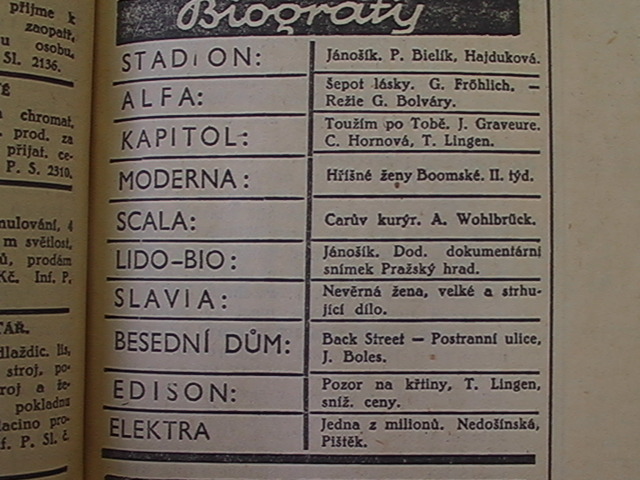 přijme k
zaopatř,
osobu,
Sl. 2136.
chromat.
prod. za
přijat. ce-
P. S. 2310.
nulování, 4
m světlost,
prodám
Kč. Inf. P.
dlaždic. lis,
stroj, po-
stroj a že-
pokladnu
f. P. Sl. č.
Biografy
STADION: Jánošík. P. Bielik, Hajduková.
ALFA: Šepot lásky. G. Fröhlich. —
Režie G. Bolváry.
KAPITOL: Toužím po Tobě. J. Graveure.
C. Hornová, T. Lingen.
MODERNA: Hříšné ženy Boomské. II. týd.
SCALA: Carův kurýr. A. Wohlbrück.
LIDO-BIO: Jánošík. Dod. dokumentární
snímek Pražský hrad.
SLAVIA: Nevěrná žena, velké a strhu-
jící dílo.
BESEDNÍ DŮM: Back Street — Postranní ulice,
J. Boles.
EDISON: Pozor na křtiny, T. Lingen,
sníž. ceny.
ELEKTRA Jedna z milionů. Nedošínská,
Pištěk.